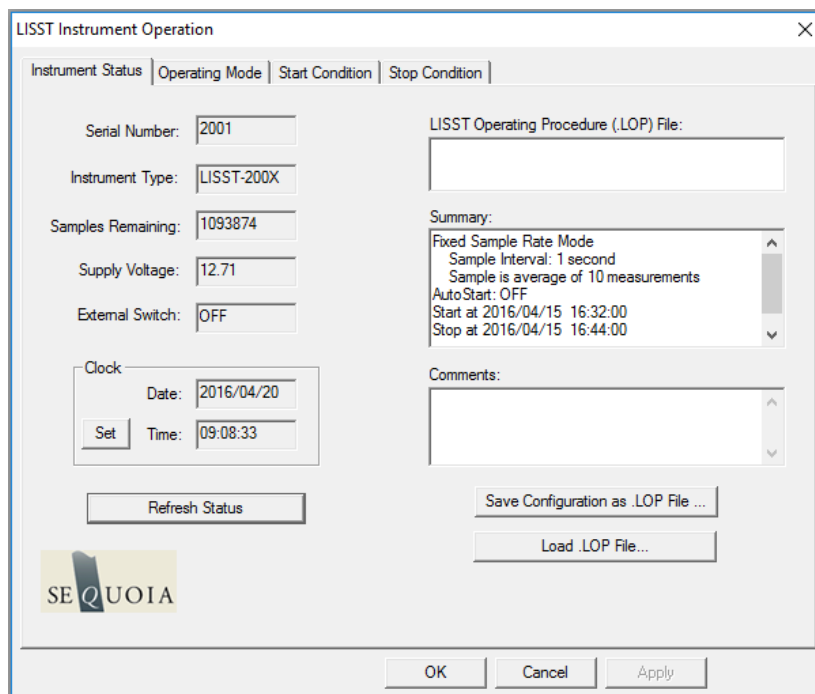 LISST Instrument Operation
Instrument Status
Operating Mode
Start Condition
Stop Condition
Serial Number:
2001
Instrument Type:
LISST-200X
Samples Remaining:
1093874
Supply Voltage:
12.71
External Switch:
OFF
Clock
Date:
2016/04/20
Set
Time:
09:08:33
Refresh Status
SEQUOIA
LISST Operating Procedure (.LOP) File:
Summary:
Fixed Sample Rate Mode
Sample Interval: 1 second
Sample is average of 10 measurements
AutoStart: OFF
Start at 2016/04/15 16:32:00
Stop at 2016/04/15 16:44:00
Comments:
Save Configuration as .LOP File ...
Load .LOP File...
OK
Cancel
Apply